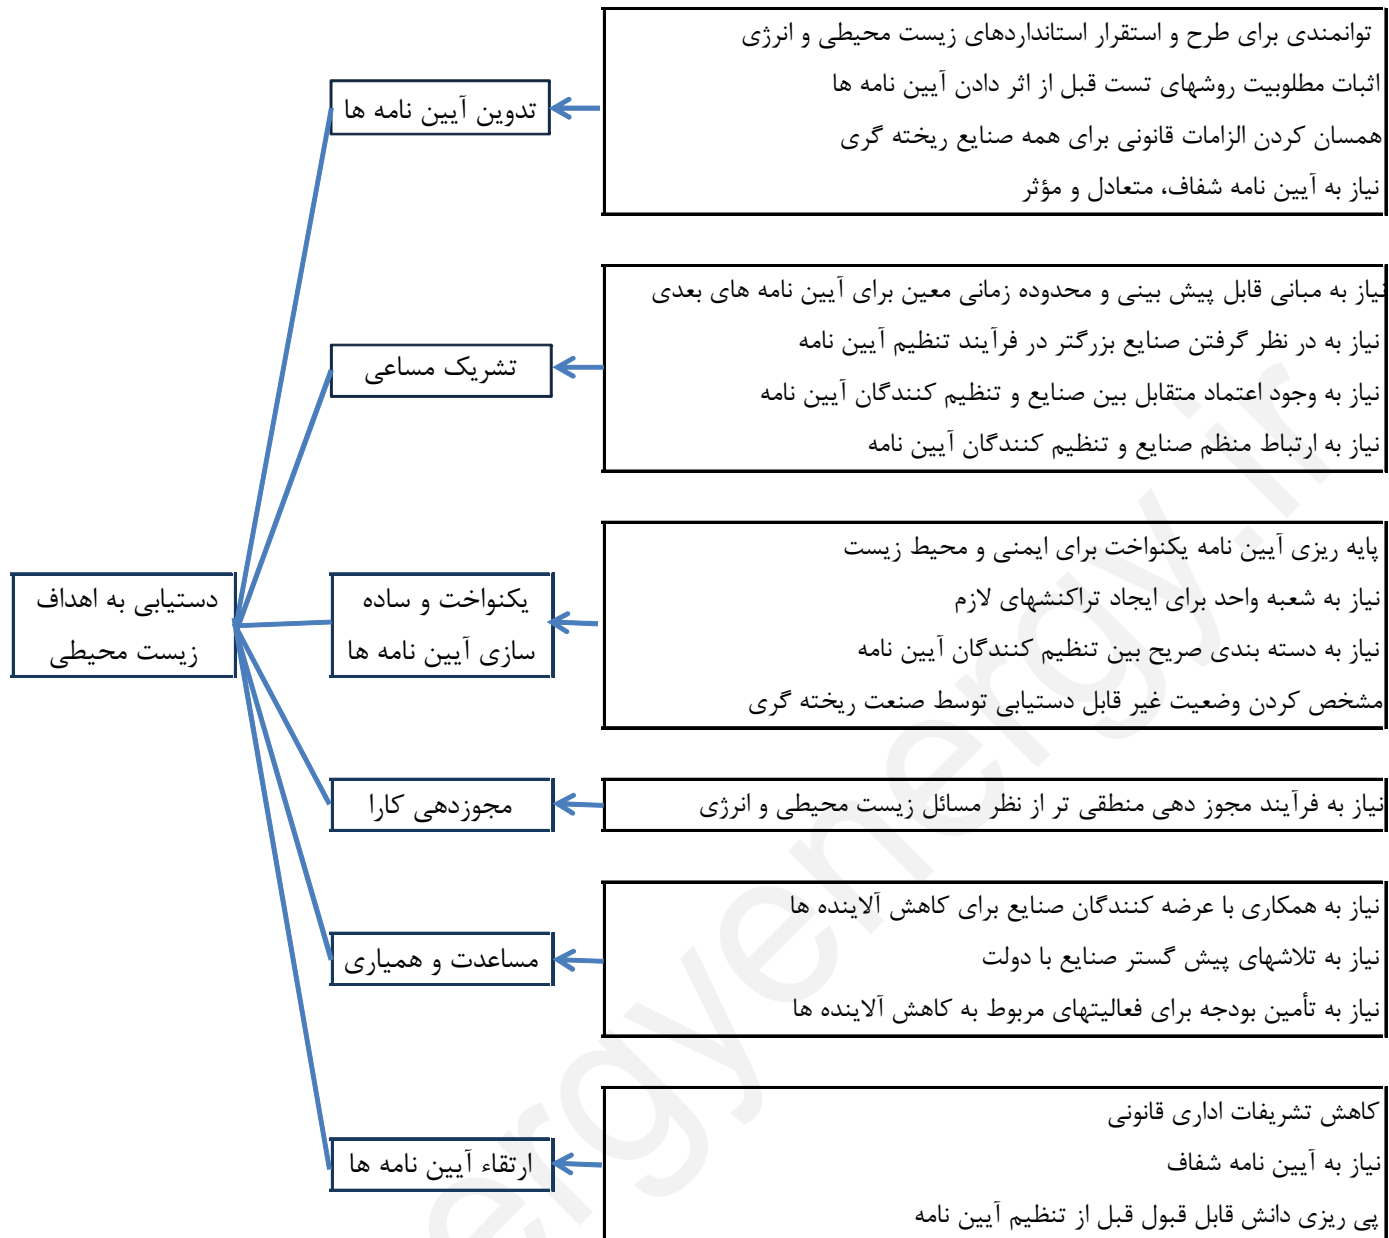 توانمندی برای طرح و استقرار استانداردهای زیست محیطی و انرژی
اثبات مطلوبیت روشهای تست قبل از اثر دادن آیین نامه ها
همسان کردن الزامات قانونی برای همه صنایع ریخته گری
نیاز به آیین نامه شفاف، متعادل و مؤثر
تدوین آیین نامه ها
نیاز به مبانی قابل پیش بینی و محدوده زمانی معین برای آیین نامه های بعدی
نیاز به در نظر گرفتن صنایع بزرگتر در فرآیند تنظیم آیین نامه
نیاز به وجود اعتماد متقابل بین صنایع و تنظیم کنندگان آیین نامه
نیاز به ارتباط منظم صنایع و تنظیم کنندگان آیین نامه
تشریک مساعی
پایه ریزی آیین نامه یکنواخت برای ایمنی و محیط زیست
نیاز به شعبه واحد برای ایجاد تراکنشهای لازم
نیاز به دسته بندی صریح بین تنظیم کنندگان آیین نامه
مشخص کردن وضعیت غیر قابل دستیابی توسط صنعت ریخته گری
یکنواخت و ساده
سازی آیین نامه ها
دستیابی به اهداف
زیست محیطی
نیاز به فرآیند مجوز دهی منطقی تر از نظر مسائل زیست محیطی و انرژی
مجوزدهی کارا
نیاز به همکاری با عرضه کنندگان صنایع برای کاهش آلاینده ها
نیاز به تلاشهای پیش گستر صنایع با دولت
نیاز به تأمین بودجه برای فعالیتهای مربوط به کاهش آلاینده ها
مساعدت و همیاری
کاهش تشریفات اداری قانونی
نیاز به آیین نامه شفاف
پی ریزی دانش قابل قبول قبل از تنظیم آیین نامه
ارتقاء آیین نامه ها
ergyenergy.ir